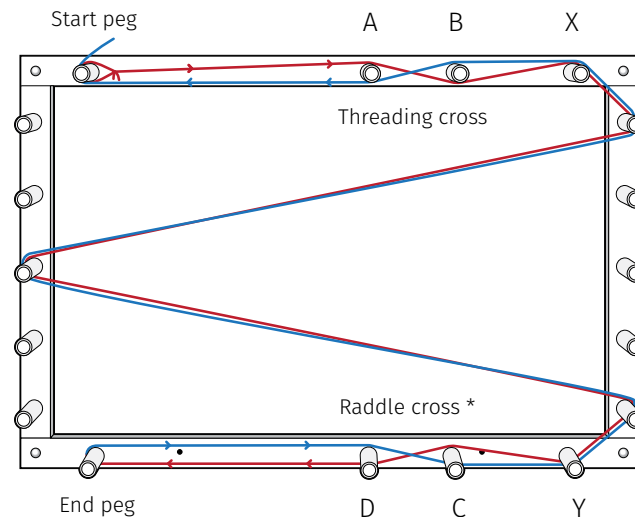 Start peg
A
B
X
Threading cross
Raddle cross *
End peg
D
C
Y